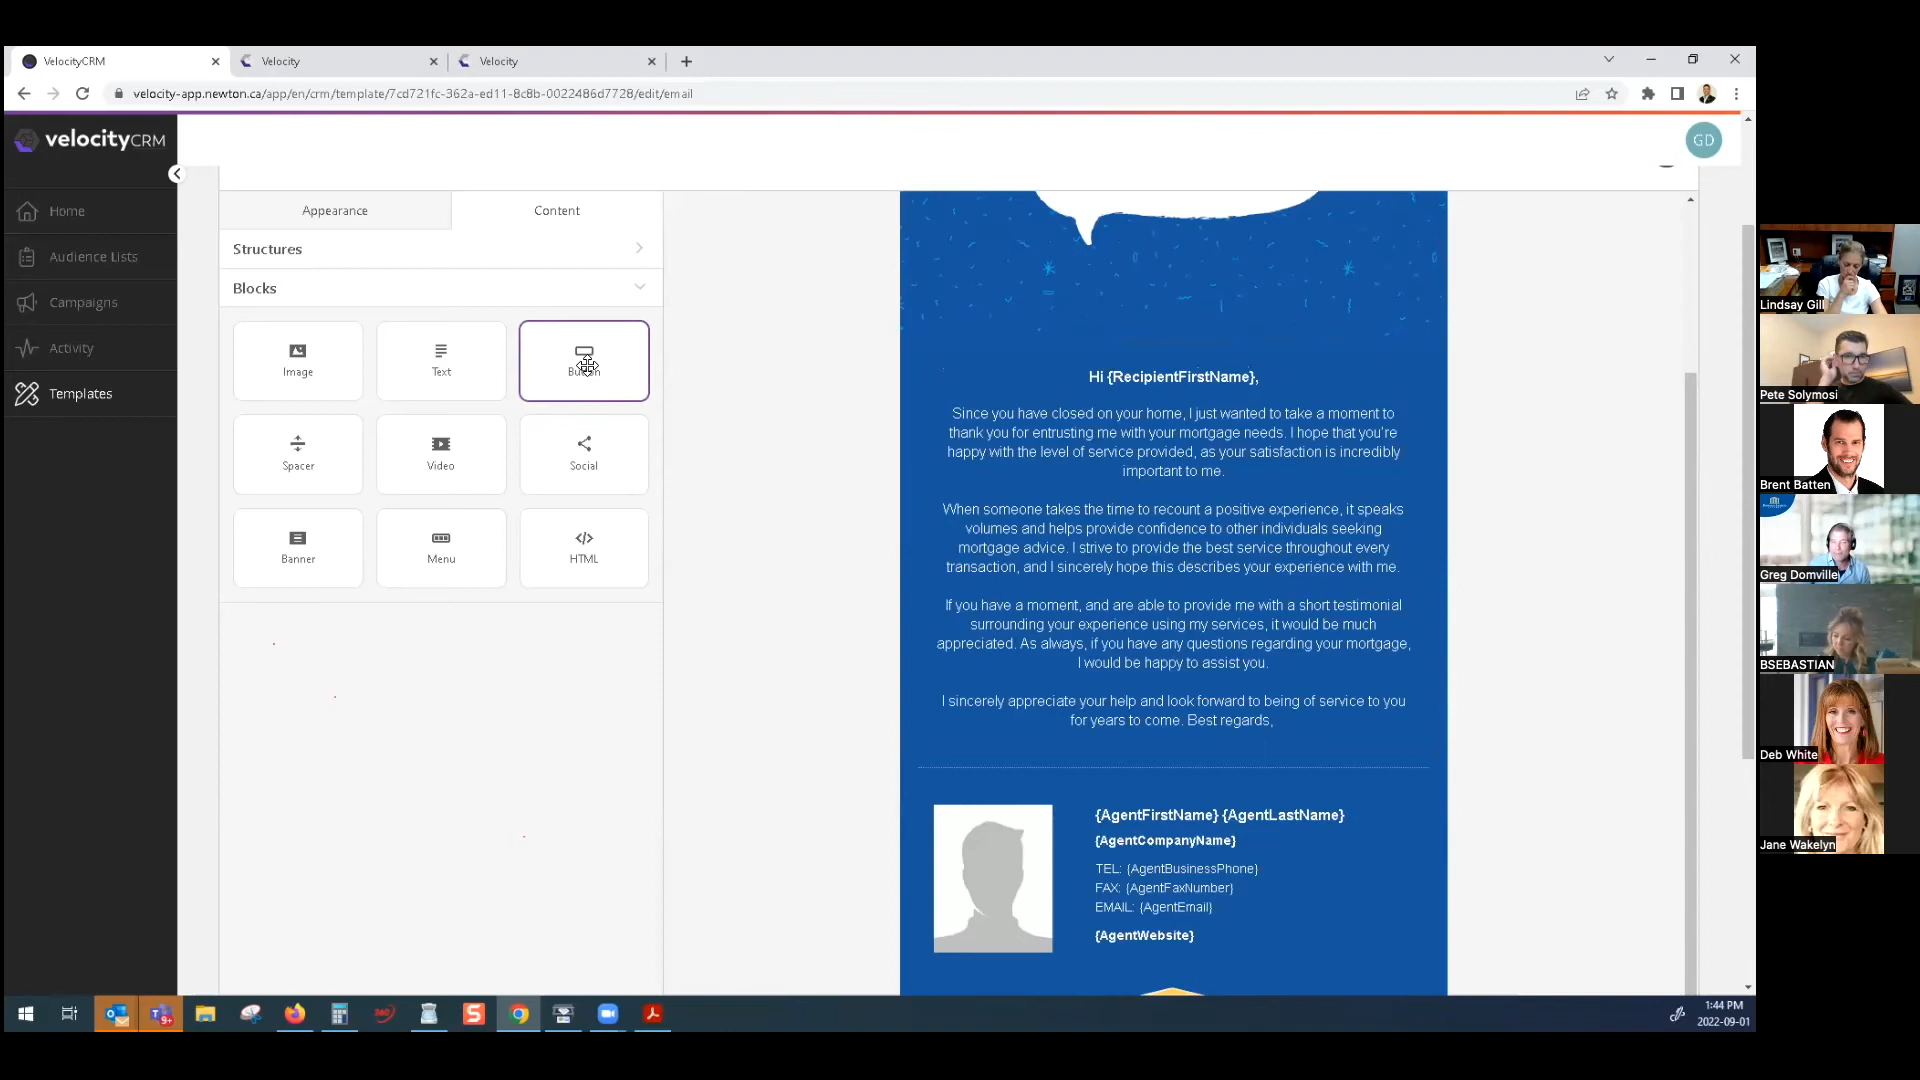 VelocityCRM
Velocity
Velocity
velocity-app.newton.ca/app/en/crm/template/7cd721fc-362a-ed11-8c8b-0022486d7728/edit/email
velocityCRM
GD
Home
Audience Lists
Campaigns
Activity
Templates
Appearance
Content
Structures
Blocks
Image
Text
Button
Spacer
Video
Social
Banner
Menu
HTML
Hi {RecipientFirstName},
Since you have closed on your home, I just wanted to take a moment to
thank you for entrusting me with your mortgage needs. I hope that you're
happy with the level of service provided, as your satisfaction is incredibly
important to me.
When someone takes the time to recount a positive experience, it speaks
volumes and helps provide confidence to other individuals seeking
mortgage advice. I strive to provide the best service throughout every
transaction, and I sincerely hope this describes your experience with me.
If you have a moment, and are able to provide me with a short testimonial
surrounding your experience using my services, it would be much
appreciated. As always, if you have any questions regarding your mortgage,
I would be happy to assist you.
I sincerely appreciate your help and look forward to being of service to you
for years to come. Best regards,
{AgentFirstName} {AgentLastName}
{AgentCompanyName}
TEL: {AgentBusinessPhone}
FAX: {AgentFaxNumber}
EMAIL: {AgentEmail}
{AgentWebsite}
Lindsay Gill
Pete Solymosi
Brent Batten
Greg Domville
BSEBASTIAN
Deb White
Jane Wakelyn
9+
360
S
1:44 PM
2022-09-01